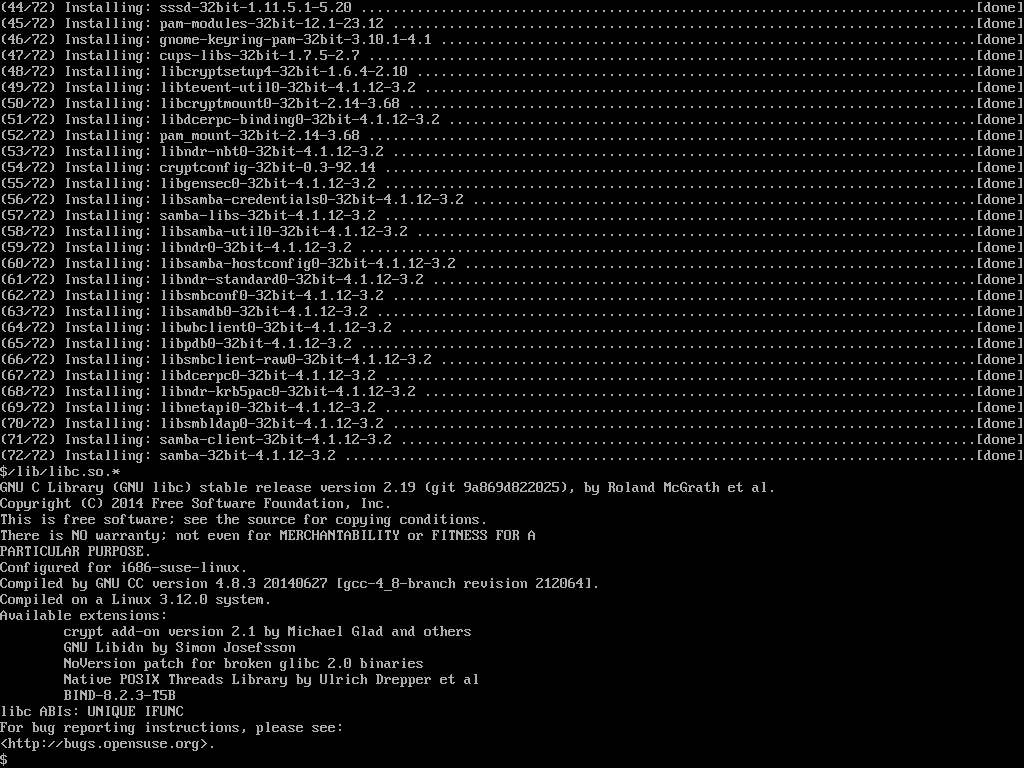 (44/72) Installing: sssd-32bit-1.11.5.1-5.20 .............................................................................[done]
(45/72) Installing: pam-modules-32bit-12.1-23.12 .........................................................................[done]
(46/72) Installing: gnome-keyring-pam-32bit-3.10.1-4.1 ...................................................................[done]
(47/72) Installing: cups-libs-32bit-1.7.5-2.7 ............................................................................[done]
(48/72) Installing: libcryptsetup4-32bit-1.6.4-2.10 ......................................................................[done]
(49/72) Installing: libtevent-util0-32bit-4.1.12-3.2 .....................................................................[done]
(50/72) Installing: libcryptmount0-32bit-2.14-3.68 .......................................................................[done]
(51/72) Installing: libdcerpc-binding0-32bit-4.1.12-3.2 ..................................................................[done]
(52/72) Installing: pam_mount-32bit-2.14-3.68 ............................................................................[done]
(53/72) Installing: libndr-nbt0-32bit-4.1.12-3.2 .........................................................................[done]
(54/72) Installing: cryptconfig-32bit-0.3-92.14 ..........................................................................[done]
(55/72) Installing: libgensec0-32bit-4.1.12-3.2 ..........................................................................[done]
(56/72) Installing: libsamba-credentials0-32bit-4.1.12-3.2 ...............................................................[done]
(57/72) Installing: samba-libs-32bit-4.1.12-3.2 ..........................................................................[done]
(58/72) Installing: libsamba-util0-32bit-4.1.12-3.2 ......................................................................[done]
(59/72) Installing: libndr0-32bit-4.1.12-3.2 .............................................................................[done]
(60/72) Installing: libsamba-hostconfig0-32bit-4.1.12-3.2 ................................................................[done]
(61/72) Installing: libndr-standard0-32bit-4.1.12-3.2 ....................................................................[done]
(62/72) Installing: libsmbconf0-32bit-4.1.12-3.2 .........................................................................[done]
(63/72) Installing: libsamdb0-32bit-4.1.12-3.2 ...........................................................................[done]
(64/72) Installing: libwbclient0-32bit-4.1.12-3.2 ........................................................................[done]
(65/72) Installing: libpdb0-32bit-4.1.12-3.2 .............................................................................[done]
(66/72) Installing: libsmbclient-raw0-32bit-4.1.12-3.2 ...................................................................[done]
(67/72) Installing: libdcerpc0-32bit-4.1.12-3.2 ..........................................................................[done]
(68/72) Installing: libndr-krb5pac0-32bit-4.1.12-3.2 .....................................................................[done]
(69/72) Installing: libnetapi0-32bit-4.1.12-3.2 ..........................................................................[done]
(70/72) Installing: libsmbldap0-32bit-4.1.12-3.2 .........................................................................[done]
(71/72) Installing: samba-client-32bit-4.1.12-3.2 ........................................................................[done]
(72/72) Installing: samba-32bit-4.1.12-3.2 ...............................................................................[done]
$/lib/libc.so.*
GNU C Library (GNU libc) stable release version 2.19 (git 9a869d822025), by Roland McGrath et al.
Copyright (C) 2014 Free Software Foundation, Inc.
This is free software; see the source for copying conditions.
There is NO warranty; not even for MERCHANTABILITY or FITNESS FOR A
PARTICULAR PURPOSE.
Configured for i686-suse-linux.
Compiled by GNU CC version 4.8.3 20140627 [gcc-4_8-branch revision 212064].
Compiled on a Linux 3.12.0 system.
Available extensions:
        crypt add-on version 2.1 by Michael Glad and others
        GNU Libidn by Simon Josefsson
        NoVersion patch for broken glibc 2.0 binaries
        Native POSIX Threads Library by Ulrich Drepper et al
        BIND-8.2.3-T5B
libc ABIs: UNIQUE IFUNC
For bug reporting instructions, please see:
<http://bugs.opensuse.org>.
$